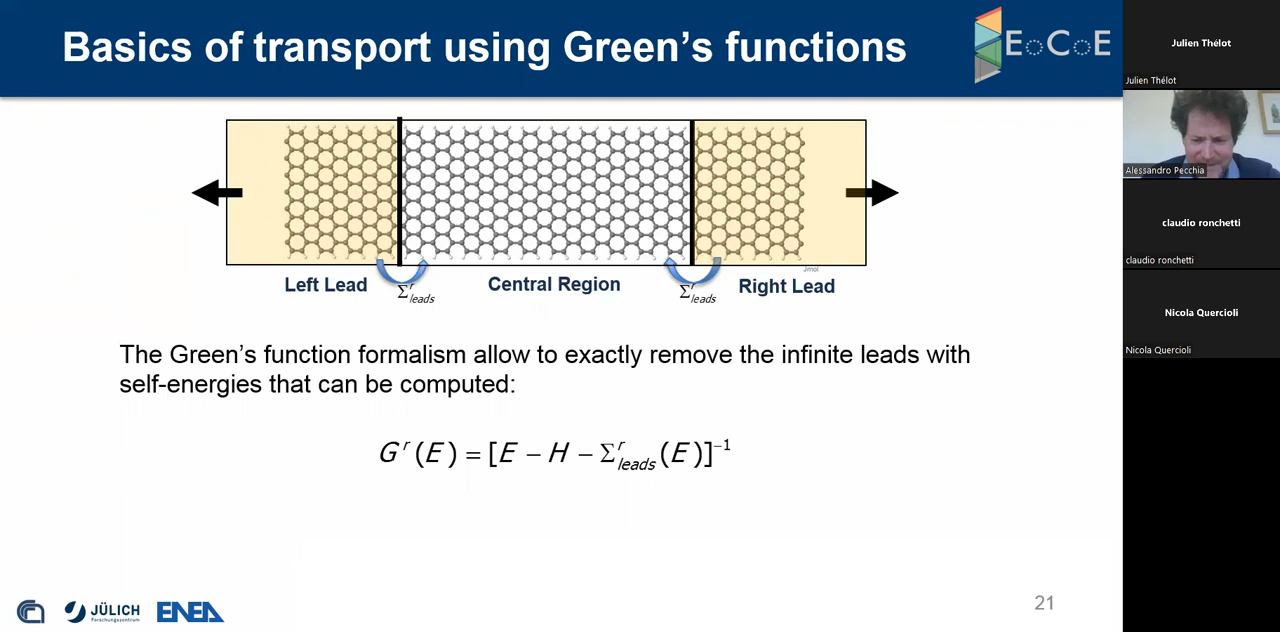 Basics of transport using Green's functions
EoCoE
Left Lead
Σʳleads
Central Region
Σʳleads
Right Lead
Jmol
The Green's function formalism allow to exactly remove the infinite leads with
self-energies that can be computed:
Gʳ(E) = [E – H – Σʳleads(E)]⁻¹
JÜLICH
Forschungszentrum
ENEA
21
Julien Thélot
Julien Thélot
Alessandro Pecchia
claudio ronchetti
claudio ronchetti
Nicola Quercioli
Nicola Quercioli